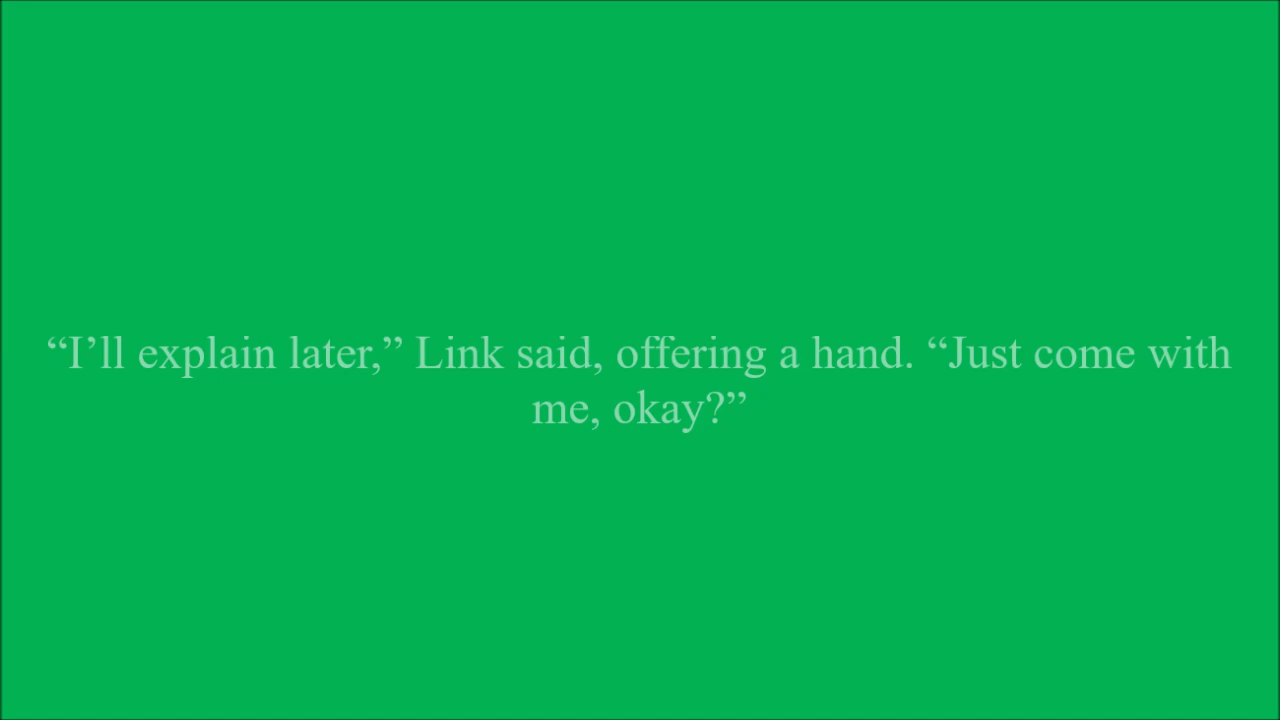 “I’ll explain later,” Link said, offering a hand. “Just come with
me, okay?”